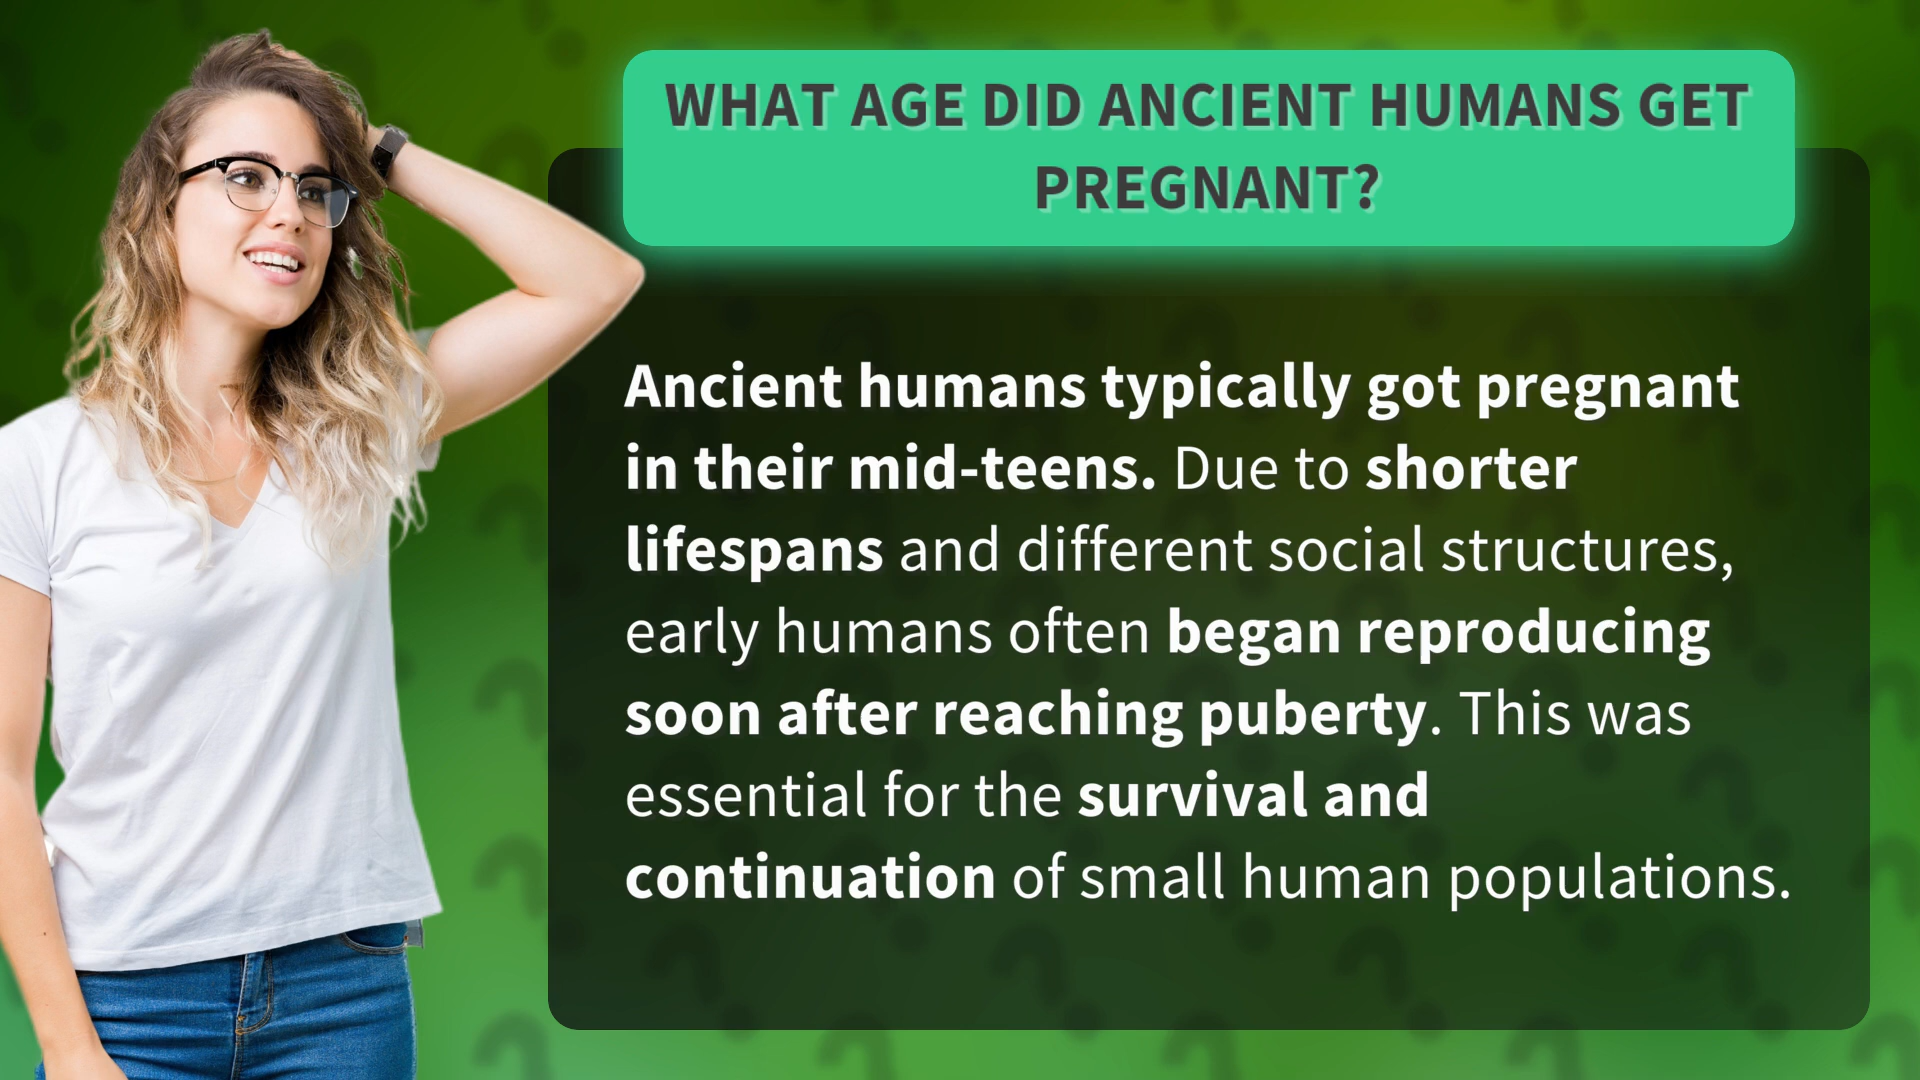 WHAT AGE DID ANCIENT HUMANS GET
PREGNANT?
Ancient humans typically got pregnant
in their mid-teens. Due to shorter
lifespans and different social structures,
early humans often began reproducing
soon after reaching puberty. This was
essential for the survival and
continuation of small human populations.